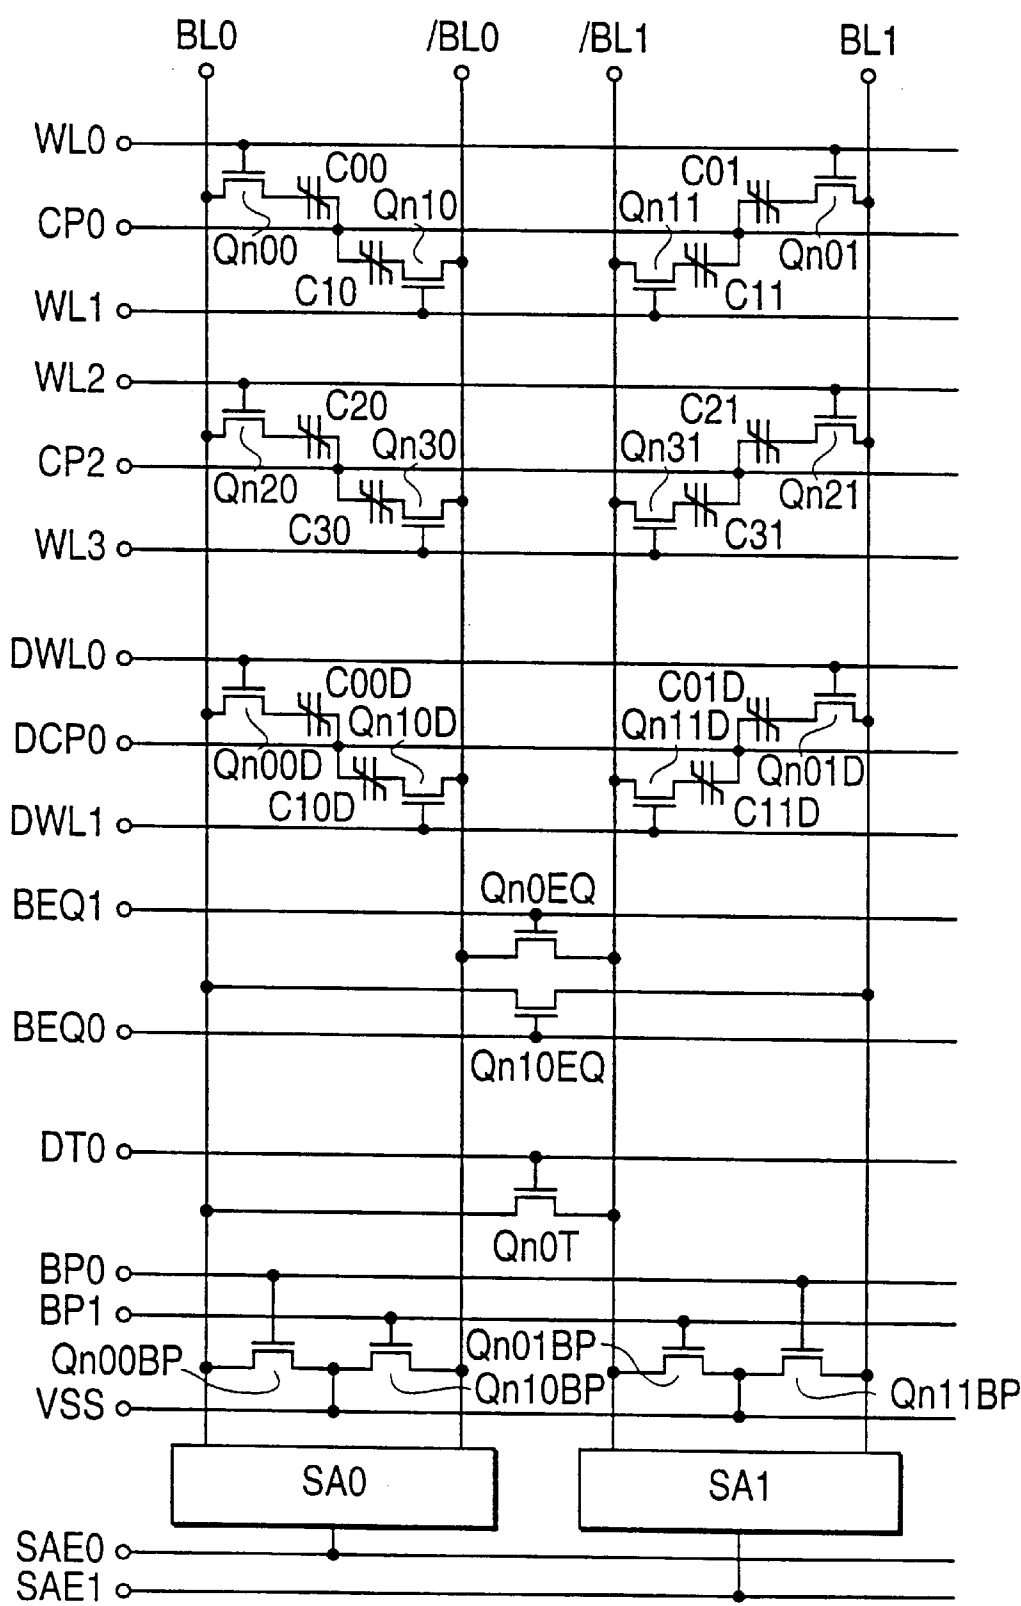 BL0 /BL0 /BL1 BL1
WL0
C00 C01
Qn10 Qn11
CP0
Qn00 Qn01
C10 C11
WL1
WL2
C20 C21
Qn30 Qn31
CP2
Qn20 Qn21
C30 C31
WL3
DWL0
C00D C01D
Qn10D Qn11D
DCP0
Qn00D Qn01D
C10D C11D
DWL1
Qn0EQ
BEQ1
BEQ0
Qn10EQ
DT0
Qn0T
BP0
BP1
Qn00BP Qn01BP
Qn10BP Qn11BP
VSS
SA0 SA1
SAE0
SAE1